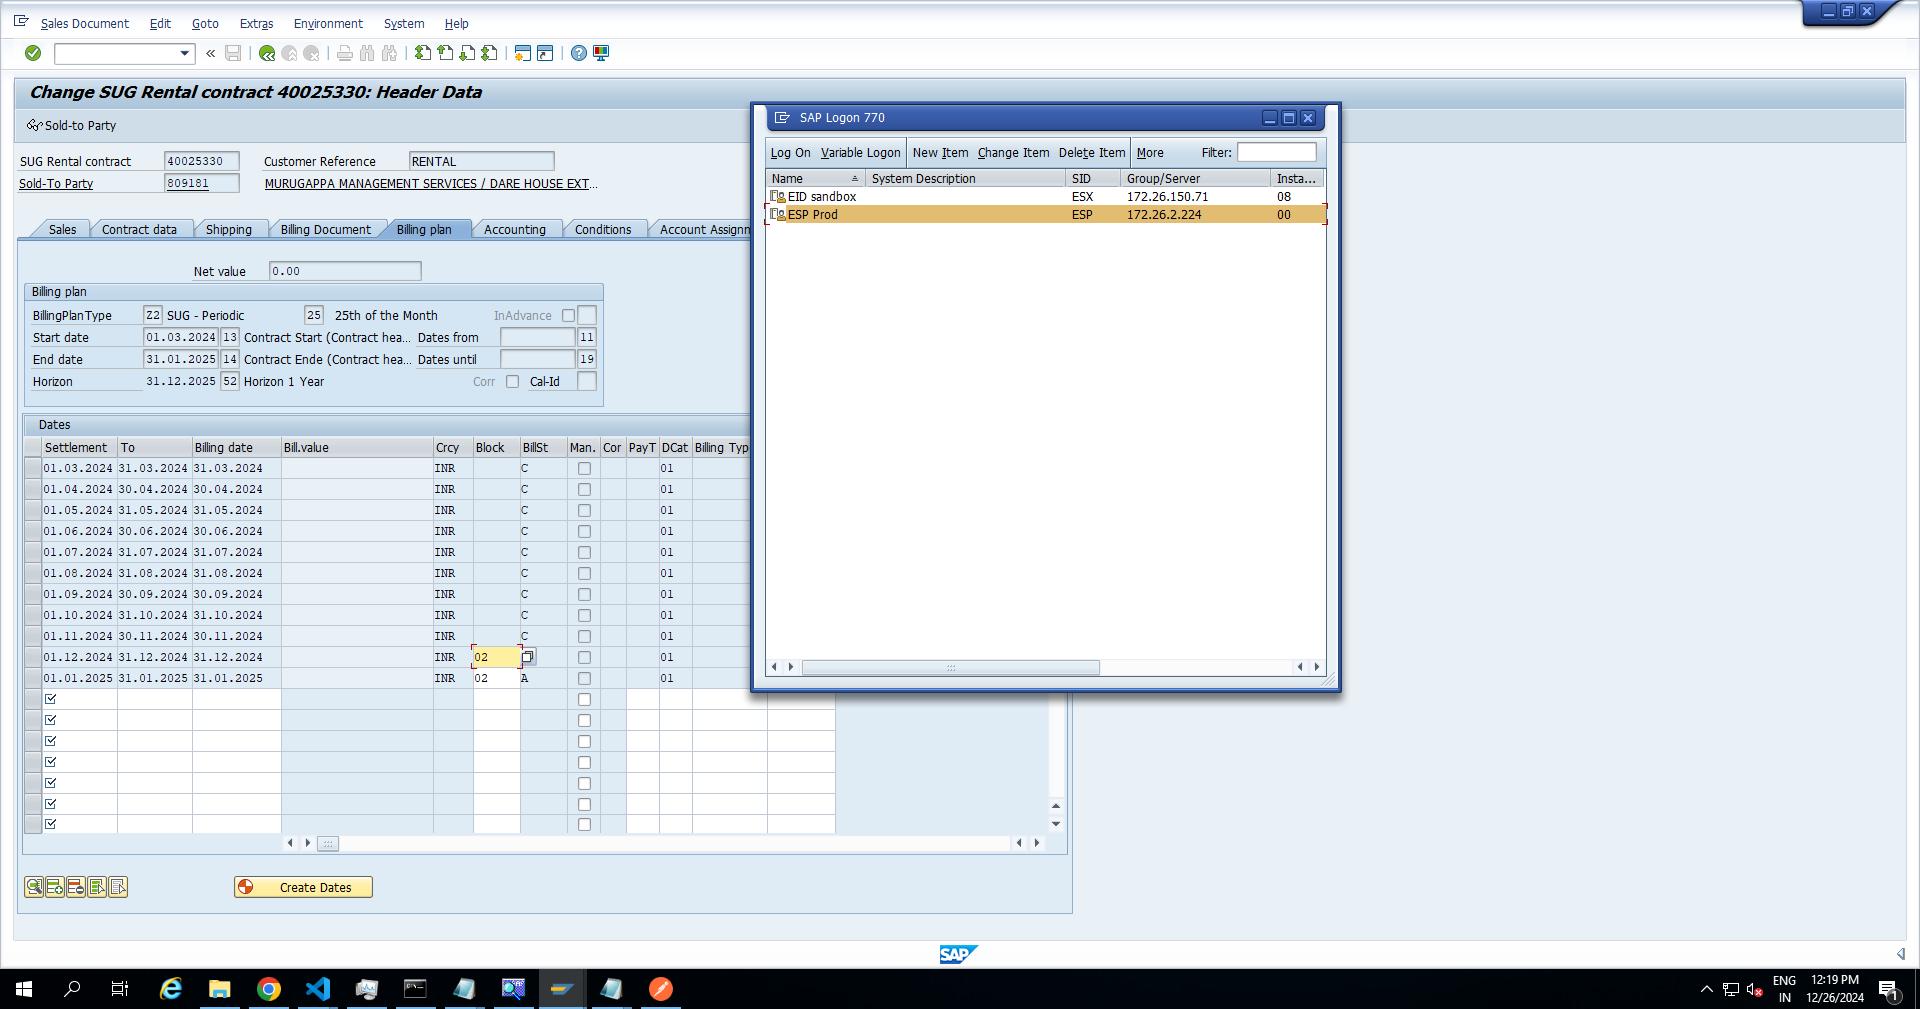 Sales Document Edit Goto Extras Environment System Help
Change SUG Rental contract 40025330: Header Data
Sold-to Party
SUG Rental contract 40025330 Customer Reference RENTAL
Sold-To Party 809181 MURUGAPPA MANAGEMENT SERVICES / DARE HOUSE EXT...
Sales Contract data Shipping Billing Document Billing plan Accounting Conditions Account Assignn
Net value 0.00
Billing plan
BillingPlanType Z2 SUG - Periodic 25 25th of the Month InAdvance
Start date 01.03.2024 13 Contract Start (Contract hea... Dates from 11
End date 31.01.2025 14 Contract Ende (Contract hea... Dates until 19
Horizon 31.12.2025 52 Horizon 1 Year Corr Cal-Id
Dates
Settlement To Billing date Bill.value Crcy Block BillSt Man. Cor PayT DCat Billing Typ
01.03.2024 31.03.2024 31.03.2024 INR C 01
01.04.2024 30.04.2024 30.04.2024 INR C 01
01.05.2024 31.05.2024 31.05.2024 INR C 01
01.06.2024 30.06.2024 30.06.2024 INR C 01
01.07.2024 31.07.2024 31.07.2024 INR C 01
01.08.2024 31.08.2024 31.08.2024 INR C 01
01.09.2024 30.09.2024 30.09.2024 INR C 01
01.10.2024 31.10.2024 31.10.2024 INR C 01
01.11.2024 30.11.2024 30.11.2024 INR C 01
01.12.2024 31.12.2024 31.12.2024 INR 02 01
01.01.2025 31.01.2025 31.01.2025 INR 02 A 01
Create Dates
SAP Logon 770
Log On Variable Logon New Item Change Item Delete Item More Filter:
Name System Description SID Group/Server Insta...
EID sandbox ESX 172.26.150.71 08
ESP Prod ESP 172.26.2.224 00
SAP
ENG
IN
12:19 PM
12/26/2024
1